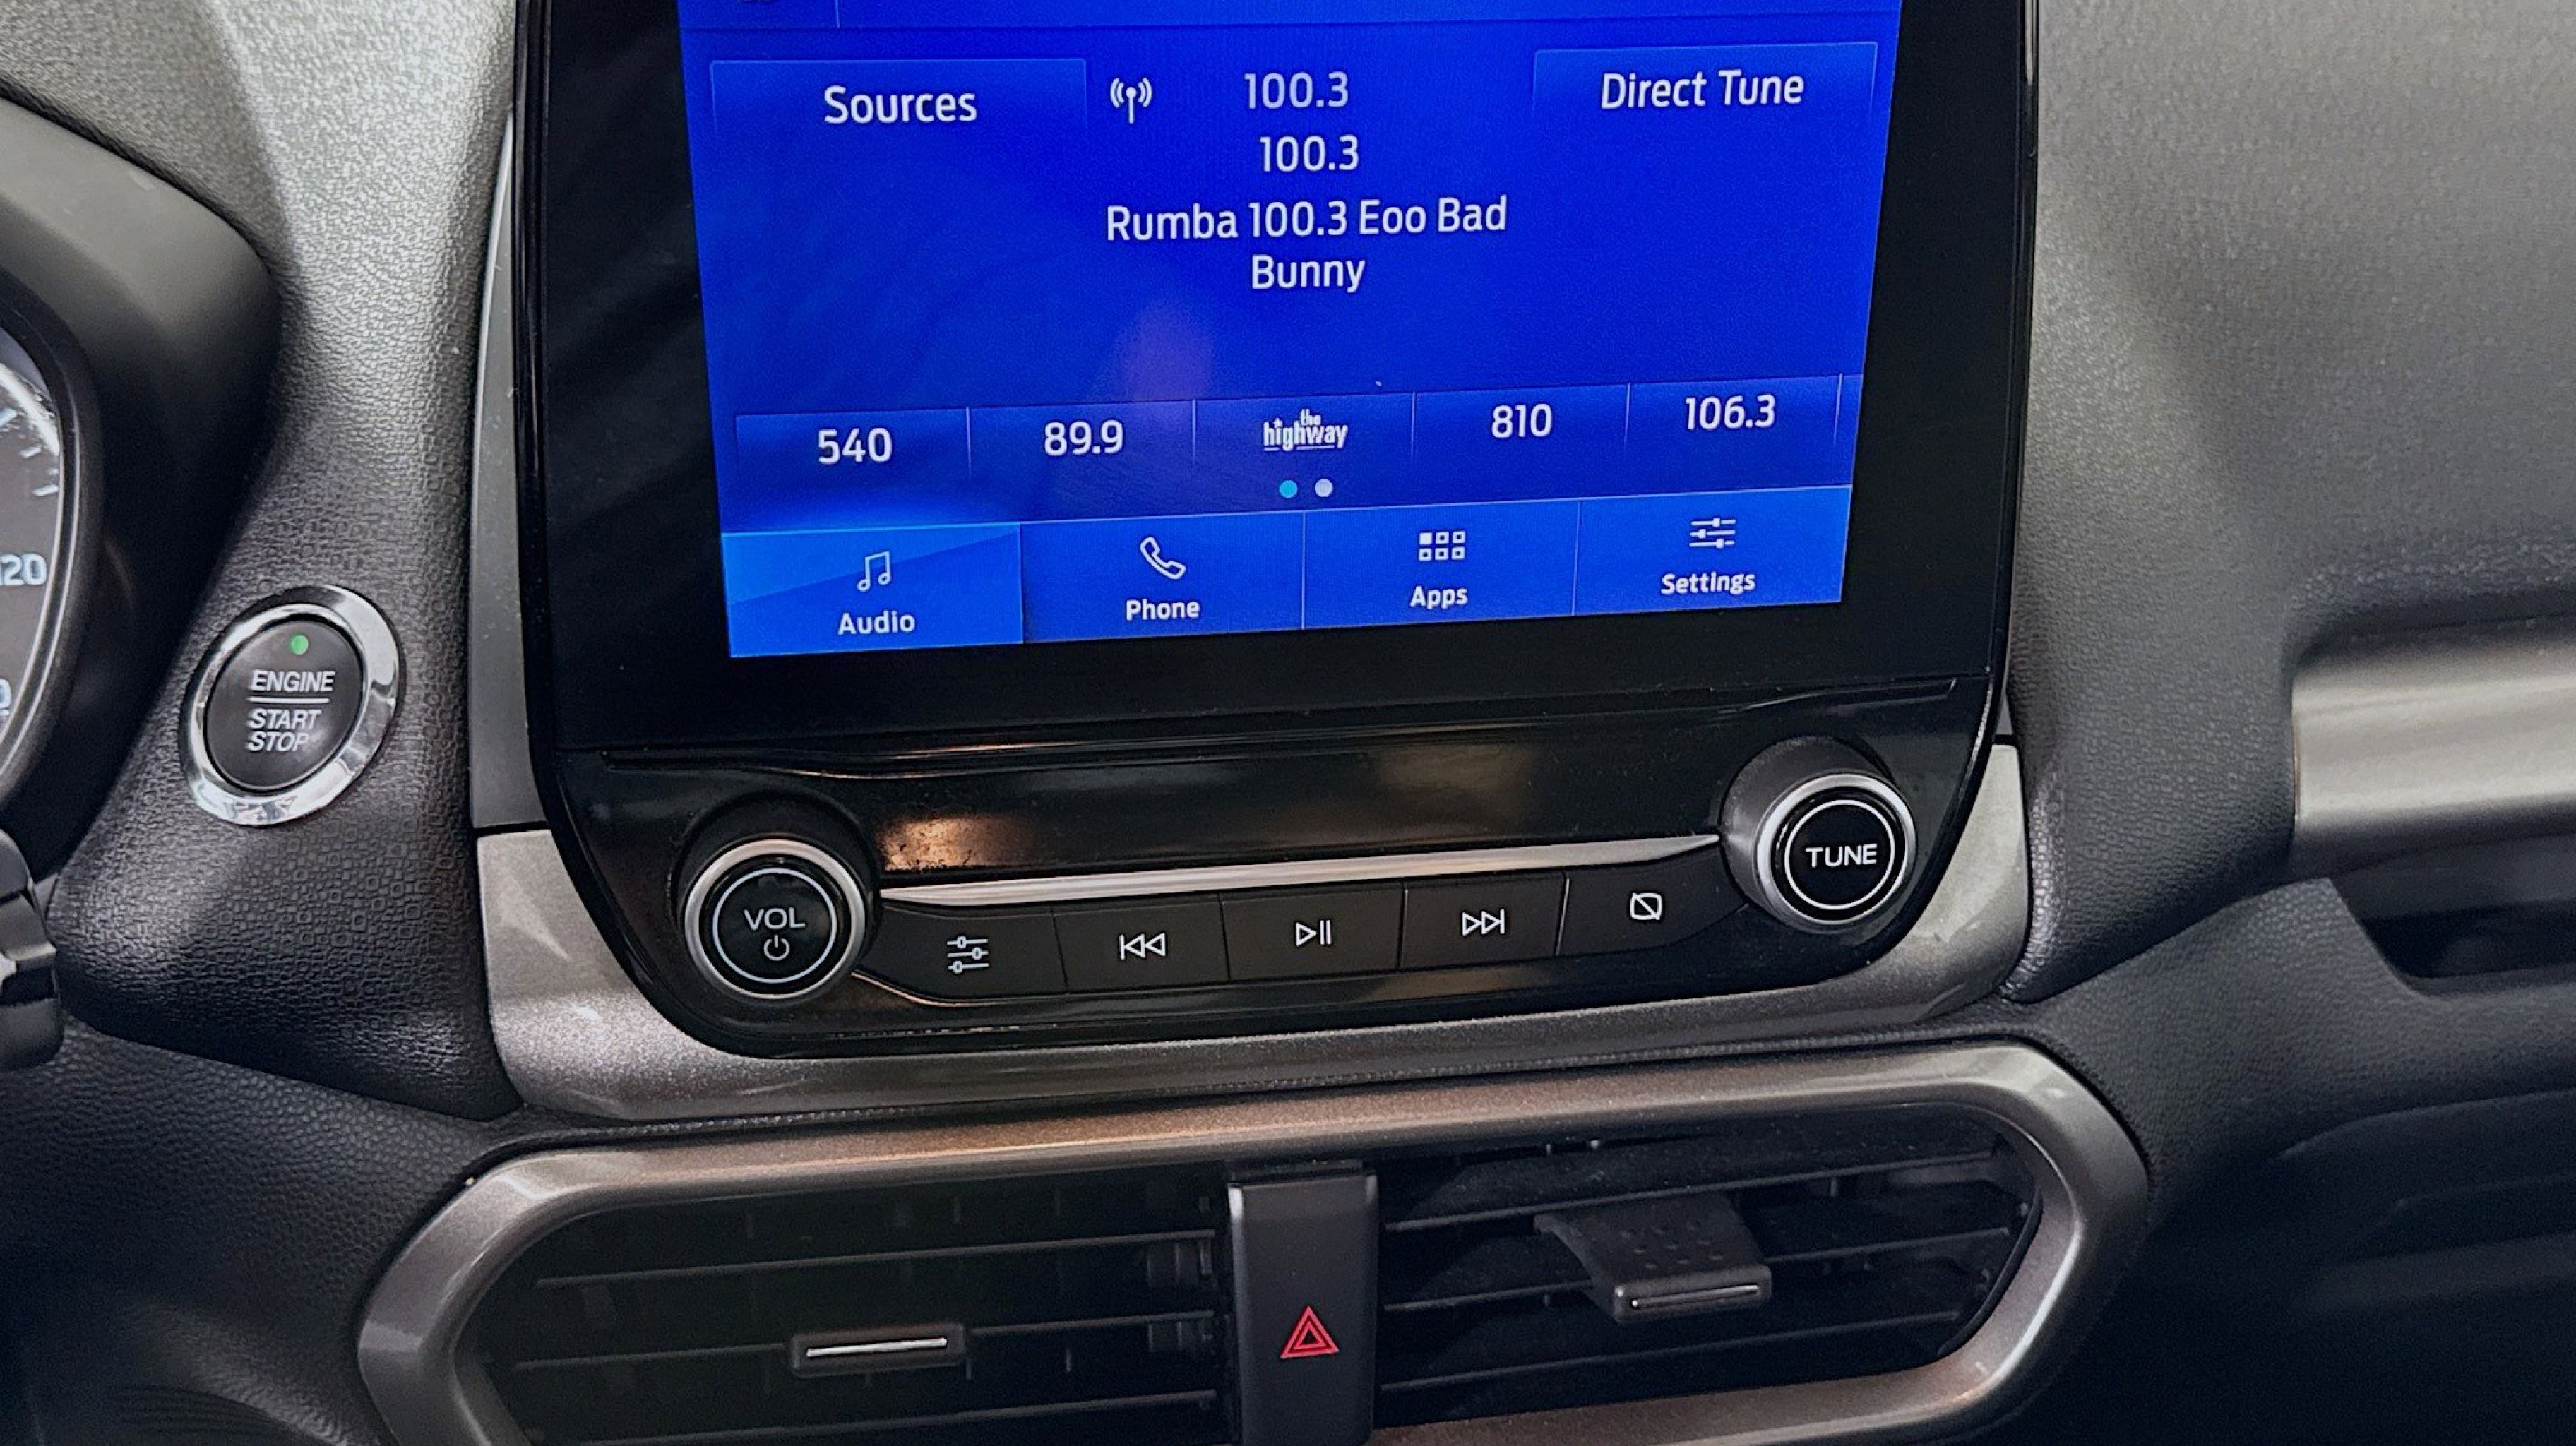 Sources
100.3
Direct Tune
100.3
Rumba 100.3 Eoo Bad
Bunny
540
89.9
the
highway
810
106.3
Audio
Phone
Apps
Settings
ENGINE
START
STOP
VOL
TUNE